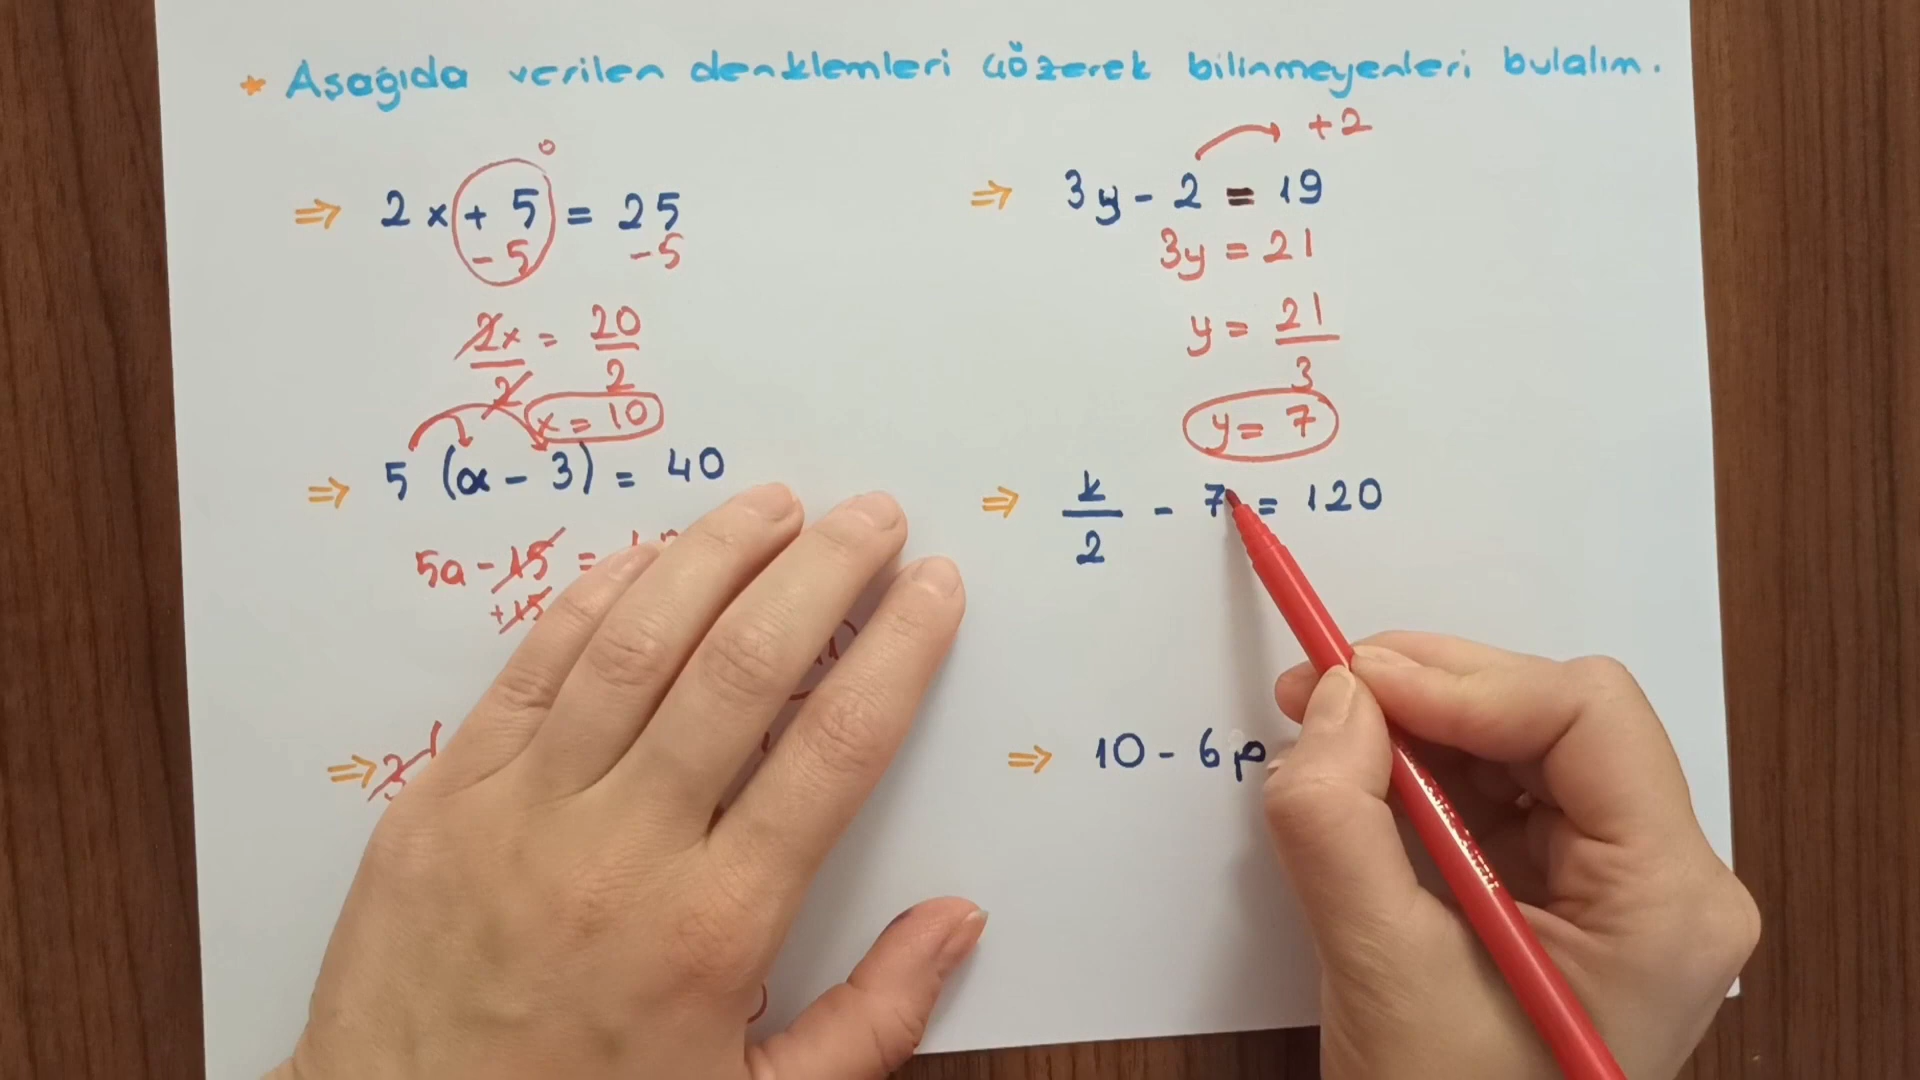 * Aşağıda verilen denklemleri çözerek bilinmeyenleri bulalım.
0
⇒ 2x + 5 = 25
-5 -5
2x = 20
2 2
x = 10
⇒ 5 (a - 3) = 40
5a - 15 =
+15
⇒
+2
⇒ 3y - 2 = 19
3y = 21
y = 21
3
y = 7
⇒ k - 7 = 120
2
⇒ 10 - 6p